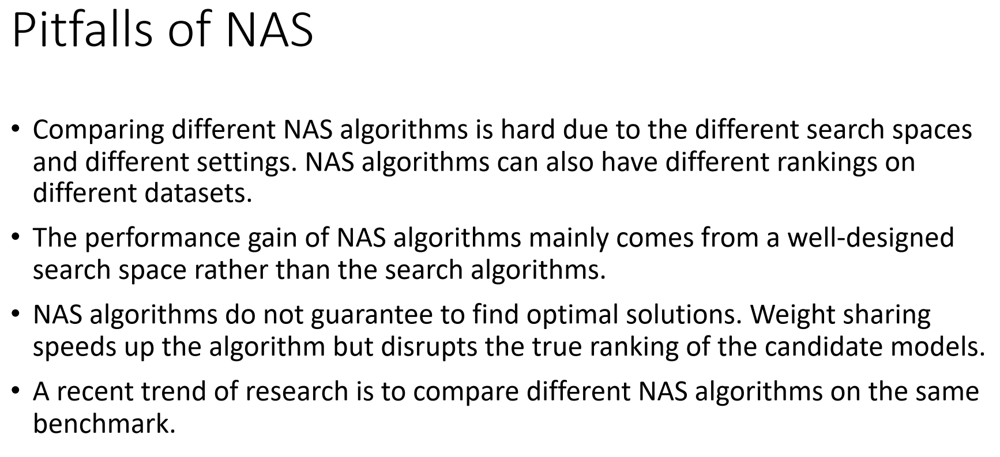 Pitfalls of NAS
• Comparing different NAS algorithms is hard due to the different search spaces
and different settings. NAS algorithms can also have different rankings on
different datasets.
• The performance gain of NAS algorithms mainly comes from a well-designed
search space rather than the search algorithms.
• NAS algorithms do not guarantee to find optimal solutions. Weight sharing
speeds up the algorithm but disrupts the true ranking of the candidate models.
• A recent trend of research is to compare different NAS algorithms on the same
benchmark.